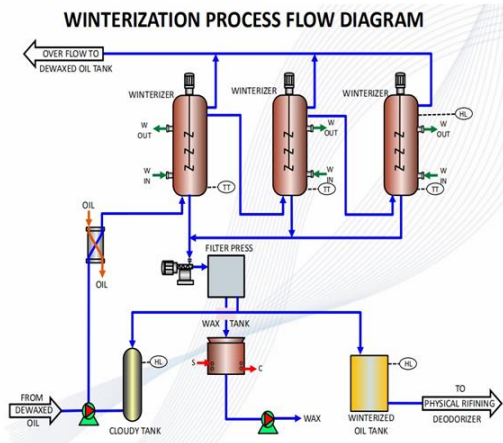 WINTERIZATION PROCESS FLOW DIAGRAM
OVER FLOW TO
DEWAXED OIL TANK
WINTERIZER
WINTERIZER
WINTERIZER
HL
W
OUT
W
OUT
W
OUT
W
IN
W
IN
W
IN
TT
TT
TT
OIL
OIL
FILTER PRESS
WAX TANK
HL
S
C
HL
FROM
DEWAXED
OIL
CLOUDY TANK
WAX
WINTERIZED
OIL TANK
TO
PHYSICAL RIFINING
DEODORIZER